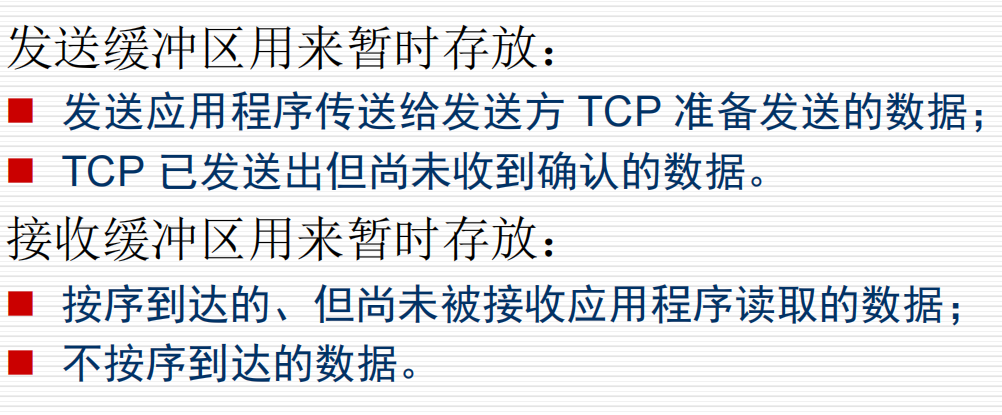 发送缓冲区用来暂时存放：
■ 发送应用程序传送给发送方 TCP 准备发送的数据；
■ TCP 已发送出但尚未收到确认的数据。
接收缓冲区用来暂时存放：
■ 按序到达的、但尚未被接收应用程序读取的数据；
■ 不按序到达的数据。